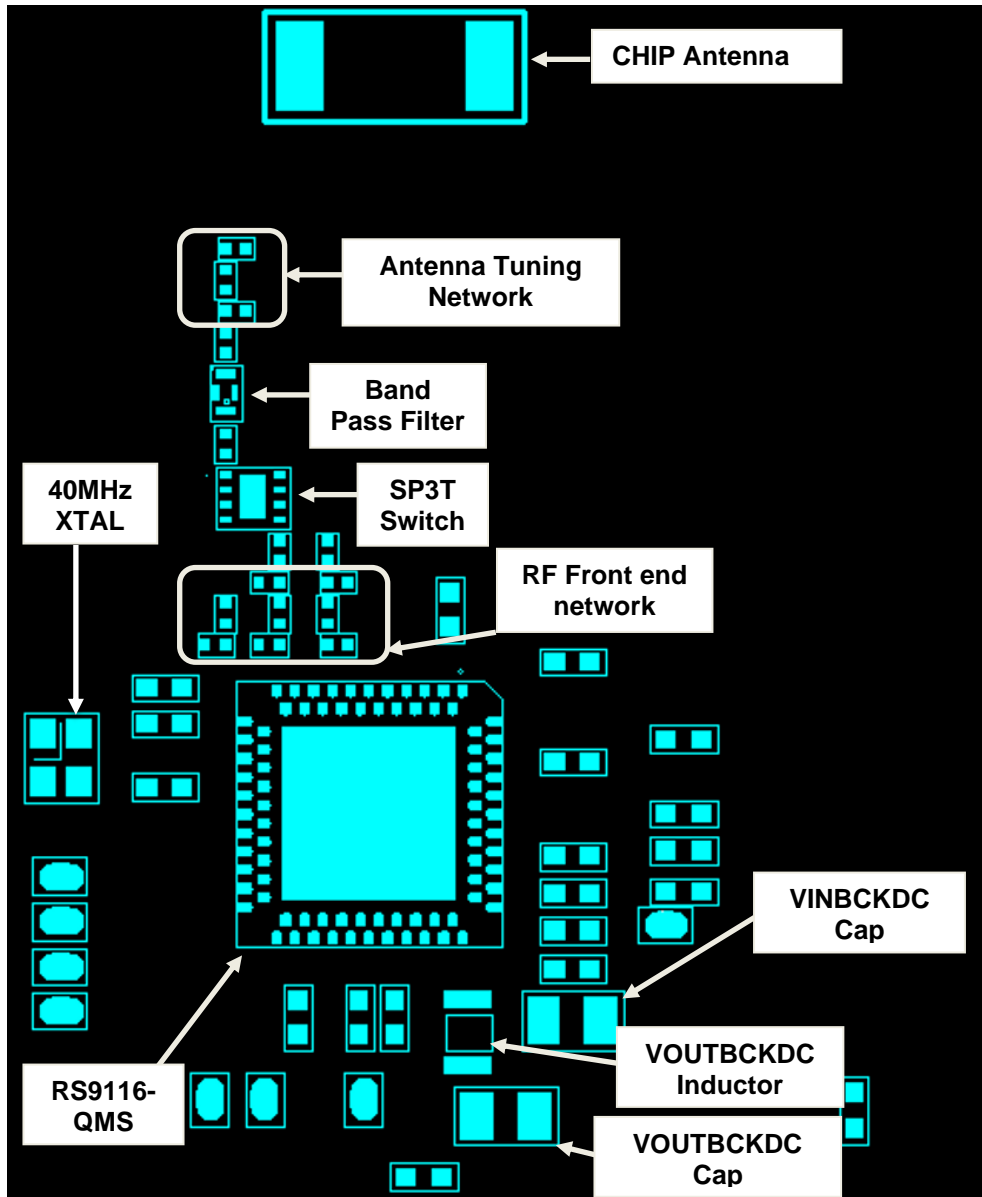 CHIP Antenna
Antenna Tuning
Network
Band
Pass Filter
40MHz
XTAL
SP3T
Switch
RF Front end
network
VINBCKDC
Cap
VOUTBCKDC
Inductor
RS9116-
QMS
VOUTBCKDC
Cap